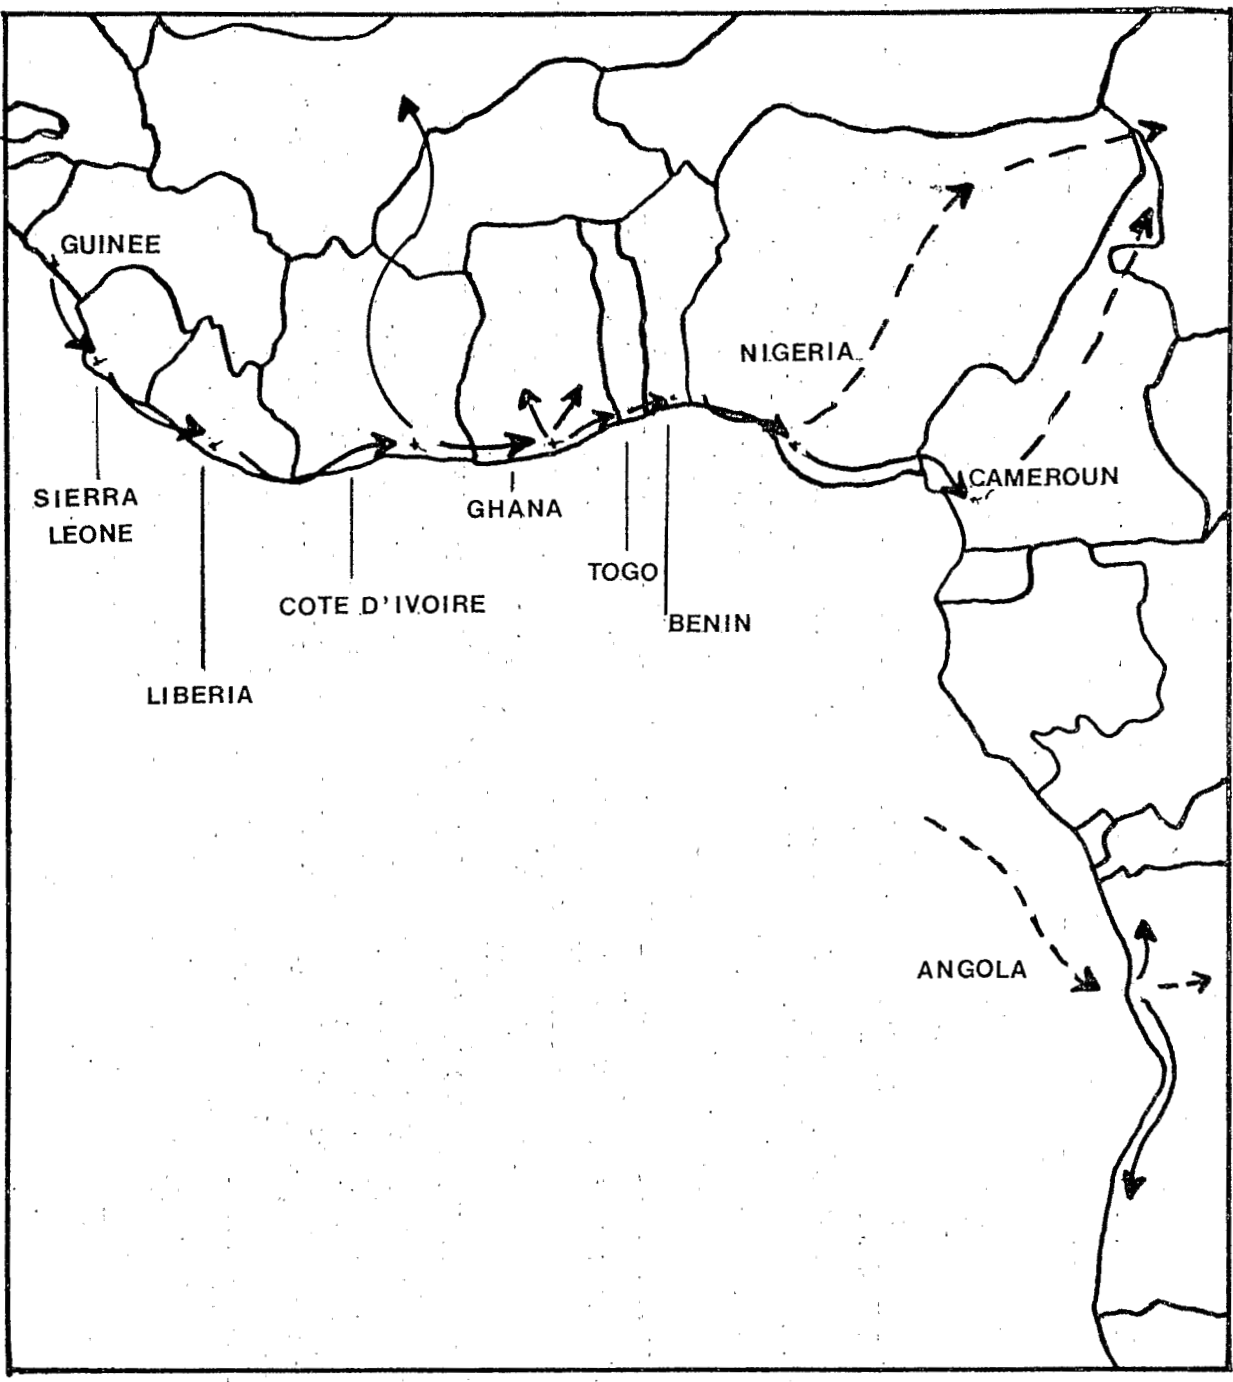 GUINEE
NIGERIA
SIERRA
LEONE
GHANA
CAMEROUN
TOGO
COTE D'IVOIRE
BENIN
LIBERIA
ANGOLA